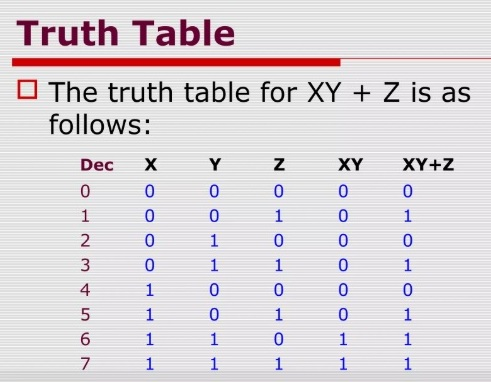 Truth Table
The truth table for XY + Z is as
follows:
Dec X Y Z XY XY+Z
0 0 0 0 0 0
1 0 0 1 0 1
2 0 1 0 0 0
3 0 1 1 0 1
4 1 0 0 0 0
5 1 0 1 0 1
6 1 1 0 1 1
7 1 1 1 1 1